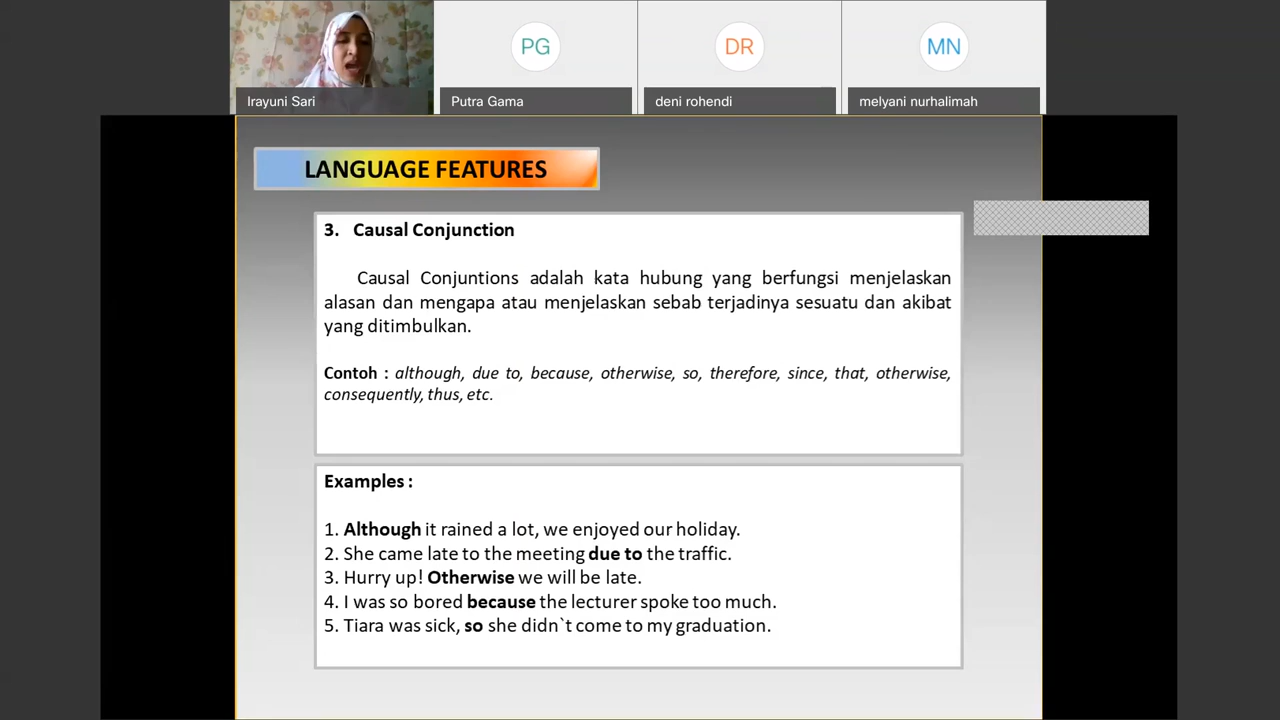 PG
DR
MN
Irayuni Sari
Putra Gama
deni rohendi
melyani nurhalimah
LANGUAGE FEATURES
3. Causal Conjunction
Causal Conjuntions adalah kata hubung yang berfungsi menjelaskan
alasan dan mengapa atau menjelaskan sebab terjadinya sesuatu dan akibat
yang ditimbulkan.
Contoh : although, due to, because, otherwise, so, therefore, since, that, otherwise,
consequently, thus, etc.
Examples :
1. Although it rained a lot, we enjoyed our holiday.
2. She came late to the meeting due to the traffic.
3. Hurry up! Otherwise we will be late.
4. I was so bored because the lecturer spoke too much.
5. Tiara was sick, so she didn`t come to my graduation.